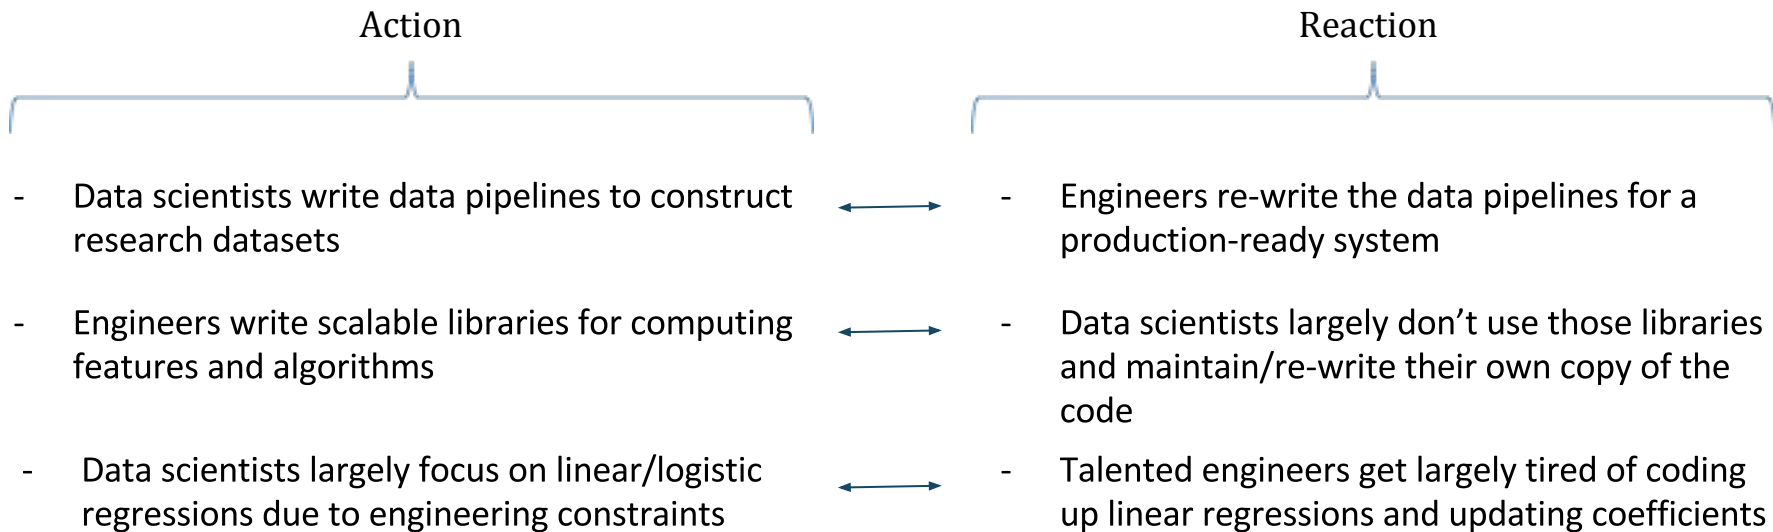 Action
Reaction
- Data scientists write data pipelines to construct
research datasets
- Engineers re-write the data pipelines for a
production-ready system
- Engineers write scalable libraries for computing
features and algorithms
- Data scientists largely don’t use those libraries
and maintain/re-write their own copy of the
code
- Data scientists largely focus on linear/logistic
regressions due to engineering constraints
- Talented engineers get largely tired of coding
up linear regressions and updating coefficients